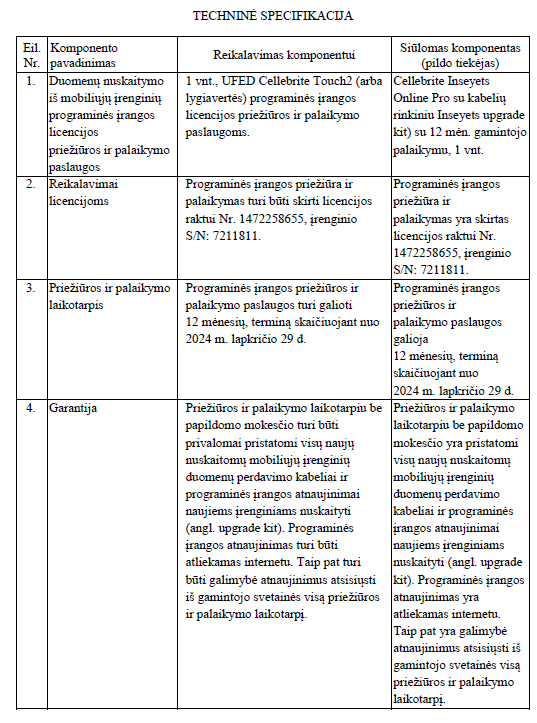 TECHNINĖ SPECIFIKACIJA
Eil.
Nr.
Komponento
pavadinimas
Reikalavimas komponentui
Siūlomas komponentas
(pildo tiekėjas)
1.
Duomenų nuskaitymo
iš mobiliųjų įrenginių
programinės įrangos
licencijos
priežiūros ir palaikymo
paslaugos
1 vnt., UFED Cellebrite Touch2 (arba
lygiavertės) programinės įrangos
licencijos priežiūros ir palaikymo
paslaugoms.
Cellebrite Inseyets
Online Pro su kabelių
rinkiniu Inseyets upgrade
kit) su 12 mėn. gamintojo
palaikymu, 1 vnt.
2.
Reikalavimai
licencijoms
Programinės įrangos priežiūra ir
palaikymas turi būti skirti licencijos
raktui Nr. 1472258655, įrenginio
S/N: 7211811.
Programinės įrangos
priežiūra ir
palaikymas yra skirtas
licencijos raktui Nr.
1472258655, įrenginio
S/N: 7211811.
3.
Priežiūros ir palaikymo
laikotarpis
Programinės įrangos priežiūros ir
palaikymo paslaugos turi galioti
12 mėnesių, terminą skaičiuojant nuo
2024 m. lapkričio 29 d.
Programinės įrangos
priežiūros ir
palaikymo paslaugos
galioja
12 mėnesių, terminą
skaičiuojant nuo
2024 m. lapkričio 29 d.
4.
Garantija
Priežiūros ir palaikymo laikotarpiu be
papildomo mokesčio turi būti
privalomai pristatomi visų naujų
nuskaitomų mobiliųjų įrenginių
duomenų perdavimo kabeliai ir
programinės įrangos atnaujinimai
naujiems įrenginiams nuskaityti
(angl. upgrade kit). Programinės
įrangos atnaujinimas turi būti
atliekamas internetu. Taip pat turi
būti galimybė atnaujinimus atsisiųsti
iš gamintojo svetainės visą priežiūros
ir palaikymo laikotarpį.
Priežiūros ir palaikymo
laikotarpiu be papildomo
mokesčio yra pristatomi
visų naujų nuskaitomų
mobiliųjų įrenginių
duomenų perdavimo
kabeliai ir programinės
įrangos atnaujinimai
naujiems įrenginiams
nuskaityti (angl. upgrade
kit). Programinės įrangos
atnaujinimas yra
atliekamas internetu.
Taip pat yra galimybė
atnaujinimus atsisiųsti iš
gamintojo svetainės visą
priežiūros ir palaikymo
laikotarpį.